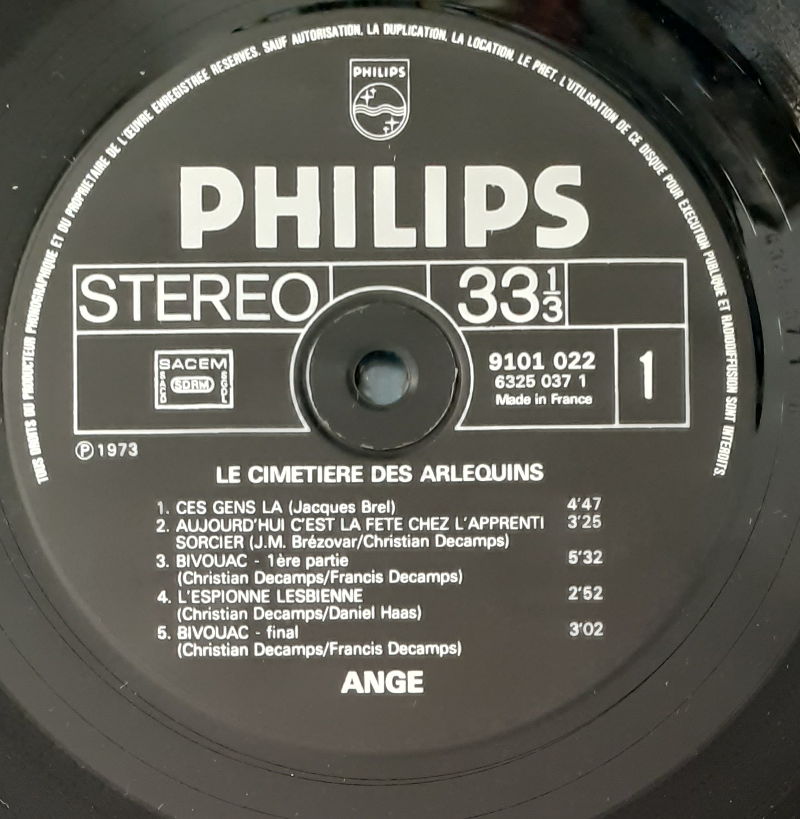 TOUS DROITS DU PRODUCTEUR PHONOGRAPHIQUE ET DU PROPRIETAIRE DE L'ŒUVRE ENREGISTREE RESERVES. SAUF AUTORISATION, LA DUPLICATION, LA LOCATION, LE PRET, L'UTILISATION DE CE DISQUE POUR EXECUTION PUBLIQUE ET RADIODIFFUSION SONT INTERDITS
PHILIPS
PHILIPS
STEREO 33 1/3
SACEM
SACD SDRM SGDL
9101 022
6325 037 1
Made in France
1
Ⓟ 1973
LE CIMETIERE DES ARLEQUINS
1. CES GENS LA (Jacques Brel) 4'47
2. AUJOURD'HUI C'EST LA FETE CHEZ L'APPRENTI 3'25
SORCIER (J.M. Brézovar/Christian Decamps)
3. BIVOUAC - 1ère partie 5'32
(Christian Decamps/Francis Decamps)
4. L'ESPIONNE LESBIENNE 2'52
(Christian Decamps/Daniel Haas)
5. BIVOUAC - final 3'02
(Christian Decamps/Francis Decamps)
ANGE